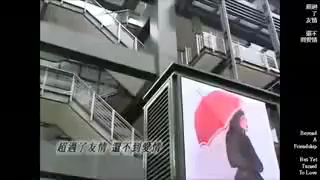 超過了友情 還不到愛情
超過
了
友情
還不
到愛情
Beyond
A
Friendship
But Yet
Turned
To Love